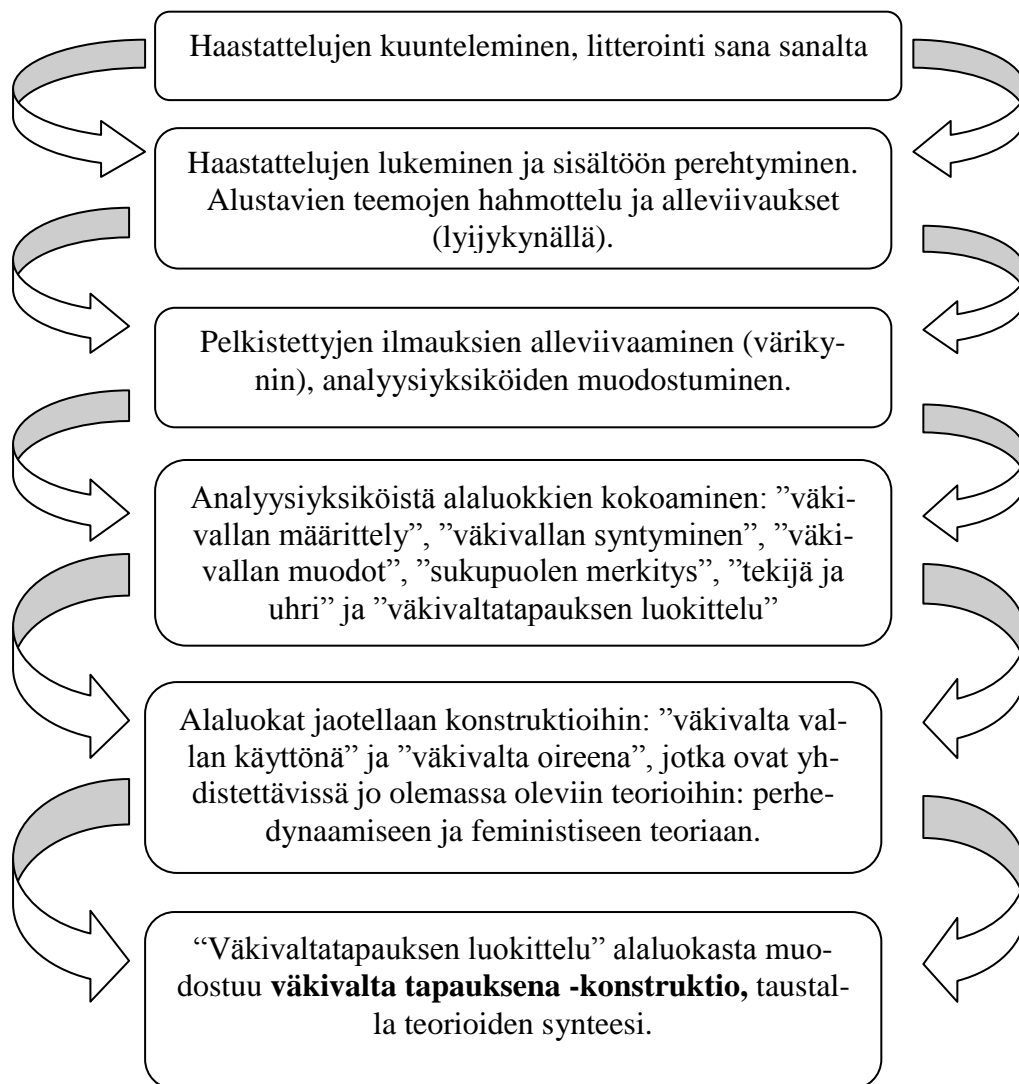 Haastattelujen kuunteleminen, litterointi sana sanalta
Haastattelujen lukeminen ja sisältöön perehtyminen.
Alustavien teemojen hahmottelu ja alleviivaukset
(lyijykynällä).
Pelkistettyjen ilmauksien alleviivaaminen (väriky-
nin), analyysiyksiköiden muodostuminen.
Analyysiyksiköistä alaluokkien kokoaminen: ”väki-
vallan määrittely”, ”väkivallan syntyminen”, ”väki-
vallan muodot”, ”sukupuolen merkitys”, ”tekijä ja
uhri” ja ”väkivaltatapauksen luokittelu”
Alaluokat jaotellaan konstruktioihin: ”väkivalta val-
lan käyttönä” ja ”väkivalta oireena”, jotka ovat yh-
distettävissä jo olemassa oleviin teorioihin: perhe-
dynaamiseen ja feministiseen teoriaan.
“Väkivaltatapauksen luokittelu” alaluokasta muo-
dostuu väkivalta tapauksena -konstruktio, taustal-
la teorioiden synteesi.